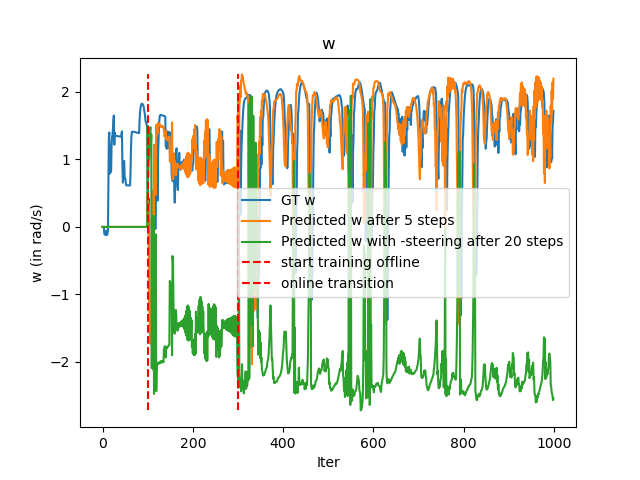 w
2
1
0
−1
−2
w (in rad/s)
GT w
Predicted w after 5 steps
Predicted w with -steering after 20 steps
start training offline
online transition
0 200 400 600 800 1000
Iter